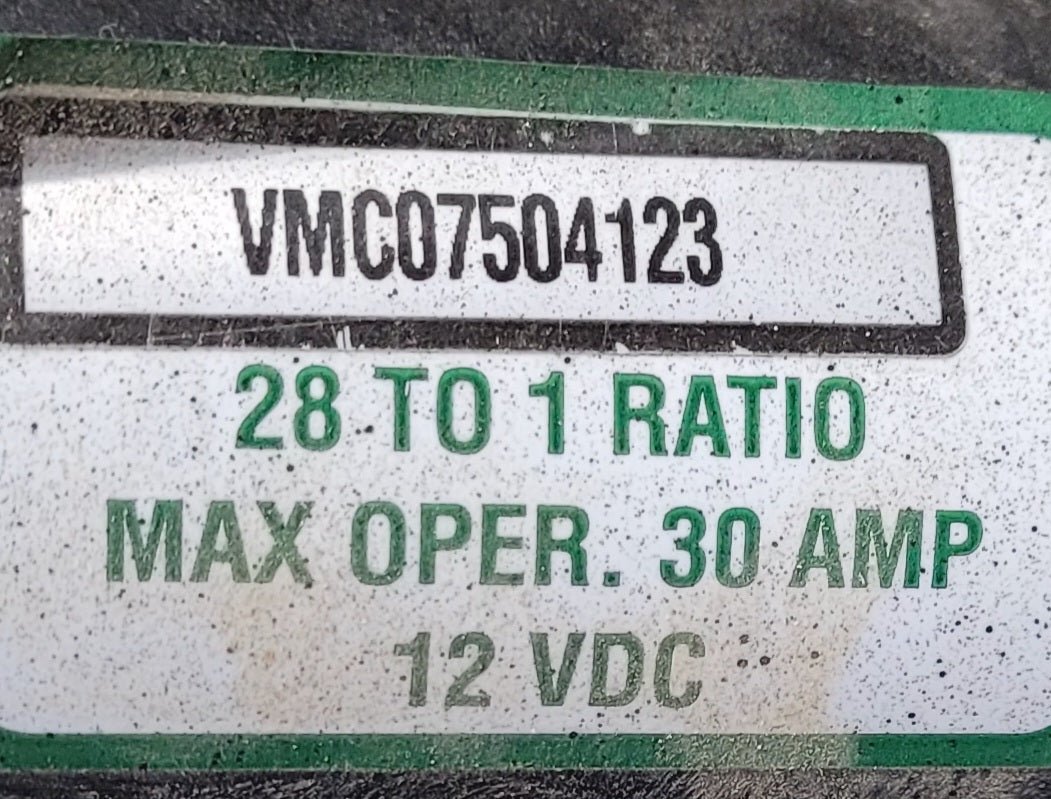 VMC07504123
28 TO 1 RATIO
MAX OPER. 30 AMP
12 VDC